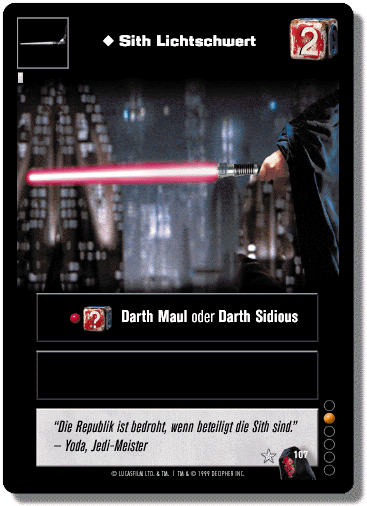 ◆ Sith Lichtschwert
2
? Darth Maul oder Darth Sidious
"Die Republik ist bedroht, wenn beteiligt die Sith sind."
– Yoda, Jedi-Meister
107
© LUCASFILM LTD. & TM. | TM & © 1999 DECIPHER INC.